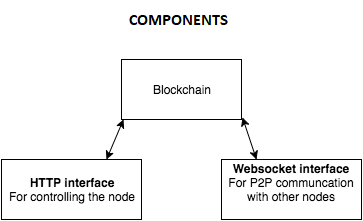 COMPONENTS
Blockchain
HTTP interface
For controlling the node
Websocket interface
For P2P communcation
with other nodes